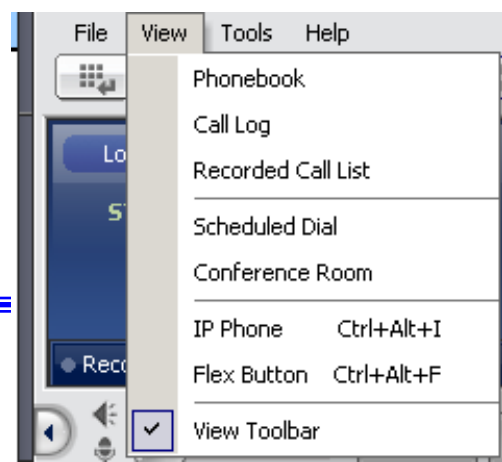 File View Tools Help
Phonebook
Call Log
Recorded Call List
Scheduled Dial
Conference Room
IP Phone Ctrl+Alt+I
Flex Button Ctrl+Alt+F
View Toolbar